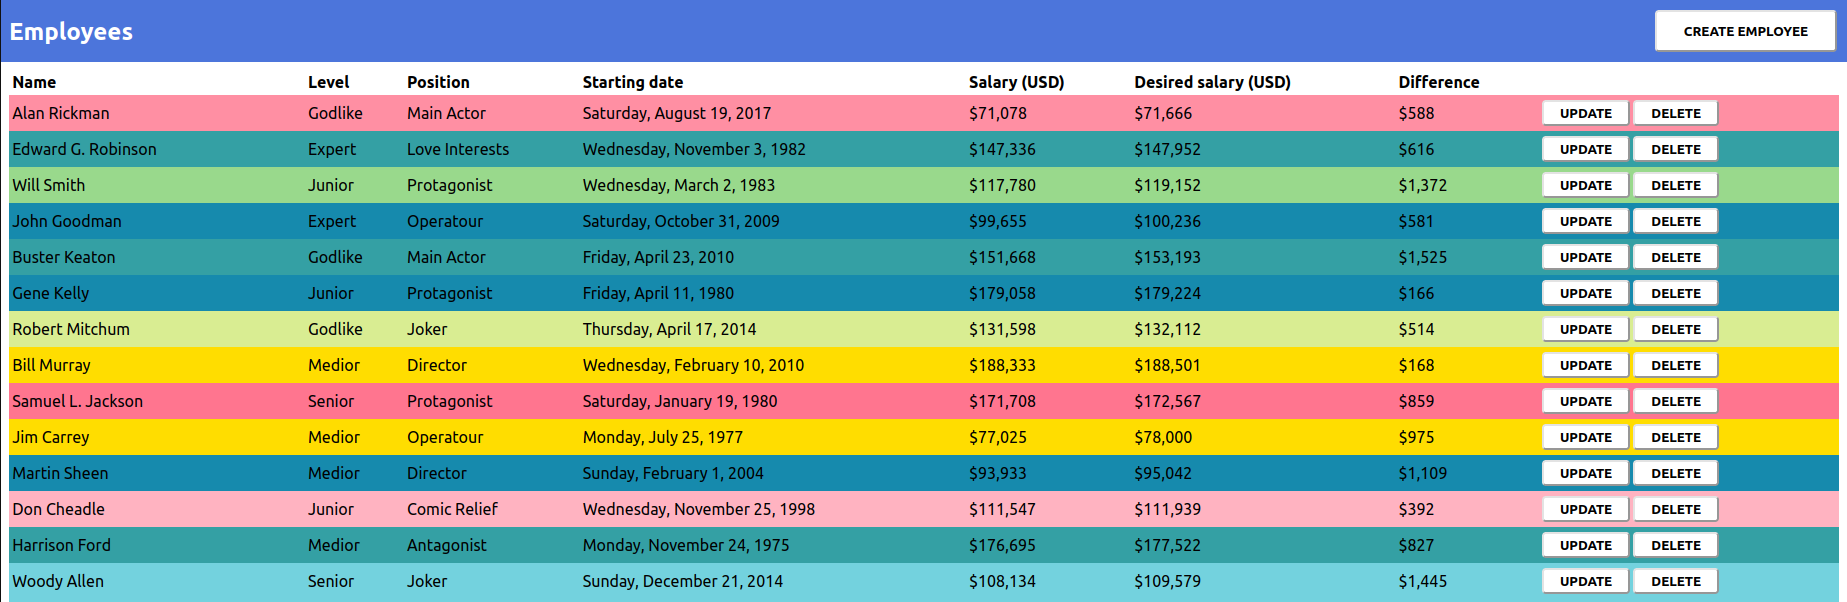 Employees CREATE EMPLOYEE
Name Level Position Starting date Salary (USD) Desired salary (USD) Difference
Alan Rickman Godlike Main Actor Saturday, August 19, 2017 $71,078 $71,666 $588 UPDATE DELETE
Edward G. Robinson Expert Love Interests Wednesday, November 3, 1982 $147,336 $147,952 $616 UPDATE DELETE
Will Smith Junior Protagonist Wednesday, March 2, 1983 $117,780 $119,152 $1,372 UPDATE DELETE
John Goodman Expert Operatour Saturday, October 31, 2009 $99,655 $100,236 $581 UPDATE DELETE
Buster Keaton Godlike Main Actor Friday, April 23, 2010 $151,668 $153,193 $1,525 UPDATE DELETE
Gene Kelly Junior Protagonist Friday, April 11, 1980 $179,058 $179,224 $166 UPDATE DELETE
Robert Mitchum Godlike Joker Thursday, April 17, 2014 $131,598 $132,112 $514 UPDATE DELETE
Bill Murray Medior Director Wednesday, February 10, 2010 $188,333 $188,501 $168 UPDATE DELETE
Samuel L. Jackson Senior Protagonist Saturday, January 19, 1980 $171,708 $172,567 $859 UPDATE DELETE
Jim Carrey Medior Operatour Monday, July 25, 1977 $77,025 $78,000 $975 UPDATE DELETE
Martin Sheen Medior Director Sunday, February 1, 2004 $93,933 $95,042 $1,109 UPDATE DELETE
Don Cheadle Junior Comic Relief Wednesday, November 25, 1998 $111,547 $111,939 $392 UPDATE DELETE
Harrison Ford Medior Antagonist Monday, November 24, 1975 $176,695 $177,522 $827 UPDATE DELETE
Woody Allen Senior Joker Sunday, December 21, 2014 $108,134 $109,579 $1,445 UPDATE DELETE